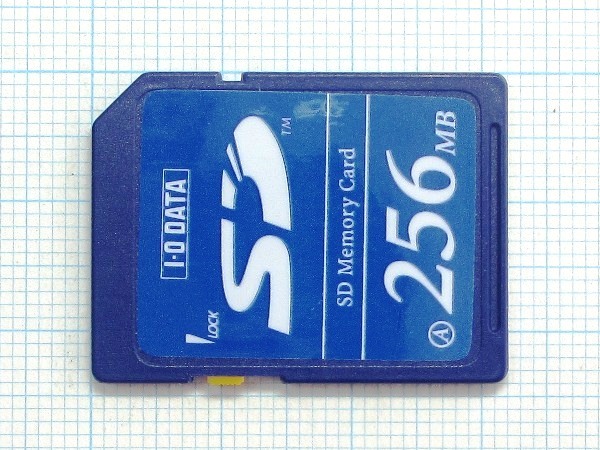 I-O DATA
LOCK
SD
TM
SD Memory Card
A 256MB